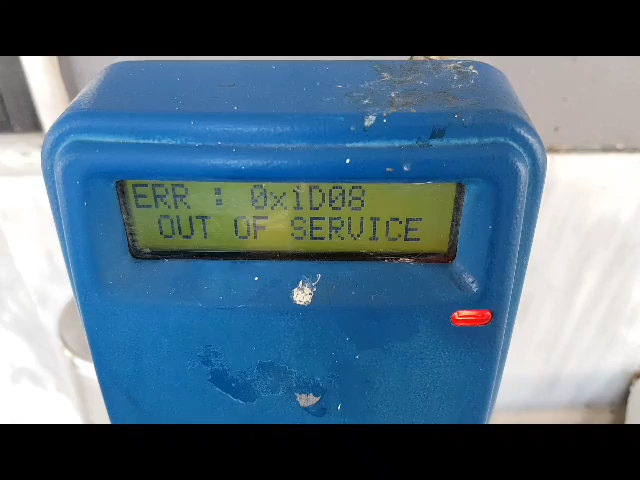 ERR : 0x1D08
OUT OF SERVICE